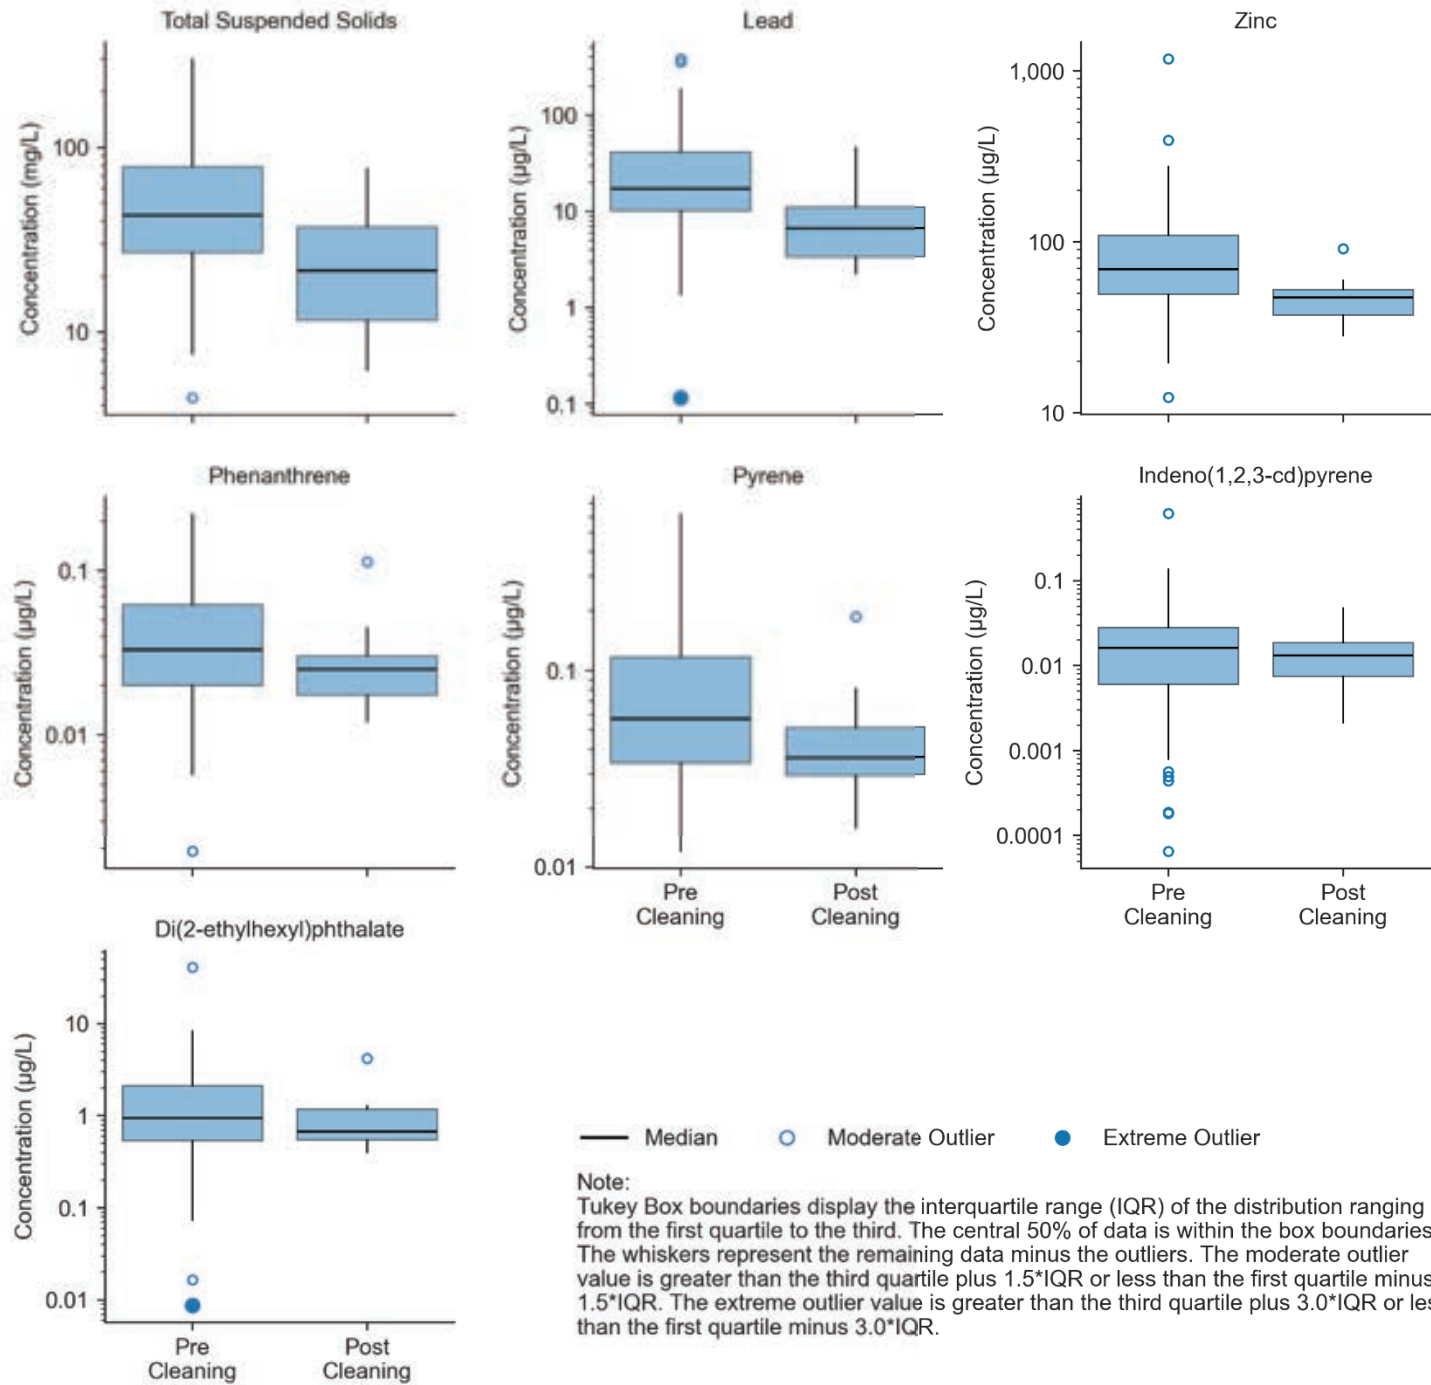 Total Suspended Solids
Concentration (mg/L)
100
10
Lead
Concentration (µg/L)
100
10
1
0.1
Zinc
Concentration (µg/L)
1,000
100
10
Phenanthrene
Concentration (µg/L)
0.1
0.01
Pyrene
Concentration (µg/L)
0.1
0.01
Pre
Cleaning
Post
Cleaning
Indeno(1,2,3-cd)pyrene
Concentration (µg/L)
0.1
0.01
0.001
0.0001
Pre
Cleaning
Post
Cleaning
Di(2-ethylhexyl)phthalate
Concentration (µg/L)
10
1
0.1
0.01
Pre
Cleaning
Post
Cleaning
Median
Moderate Outlier
Extreme Outlier
Note:
Tukey Box boundaries display the interquartile range (IQR) of the distribution ranging
from the first quartile to the third. The central 50% of data is within the box boundaries
The whiskers represent the remaining data minus the outliers. The moderate outlier
value is greater than the third quartile plus 1.5*IQR or less than the first quartile minus
1.5*IQR. The extreme outlier value is greater than the third quartile plus 3.0*IQR or les
than the first quartile minus 3.0*IQR.